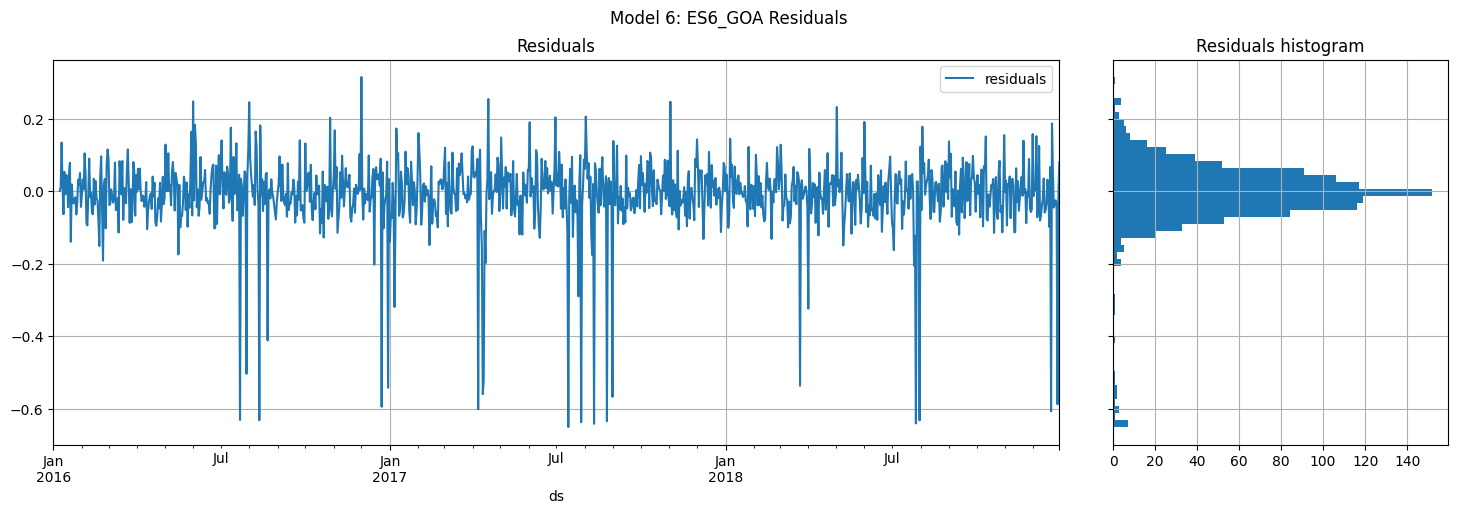 Model 6: ES6_GOA Residuals
Residuals
residuals
0.2
0.0
−0.2
−0.4
−0.6
Jan
2016
Jul
Jan
2017
Jul
Jan
2018
Jul
ds
Residuals histogram
0 20 40 60 80 100 120 140